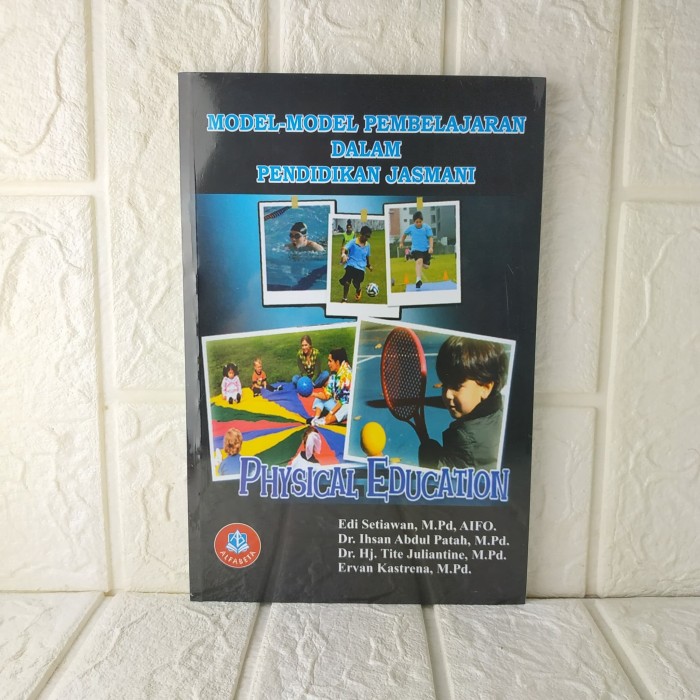 MODEL-MODEL PEMBELAJARAN
DALAM
PENDIDIKAN JASMANI
PHYSICAL EDUCATION
Edi Setiawan, M.Pd, AIFO.
Dr. Ihsan Abdul Patah, M.Pd.
Dr. Hj. Tite Juliantine, M.Pd.
Ervan Kastrena, M.Pd.
ALFABETA